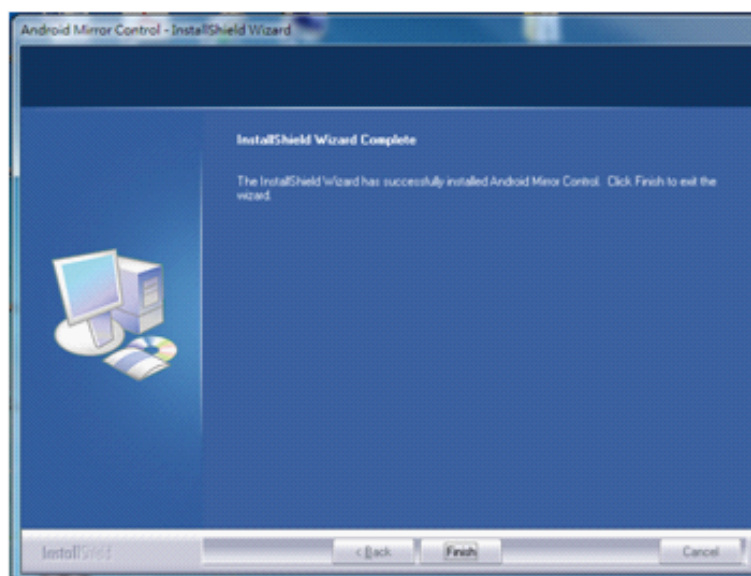 Android Mirror Control - InstallShield Wizard
InstallShield Wizard Complete
The InstallShield Wizard has successfully installed Android Mirror Control. Click Finish to exit the
wizard.
InstallShield
< Back
Finish
Cancel